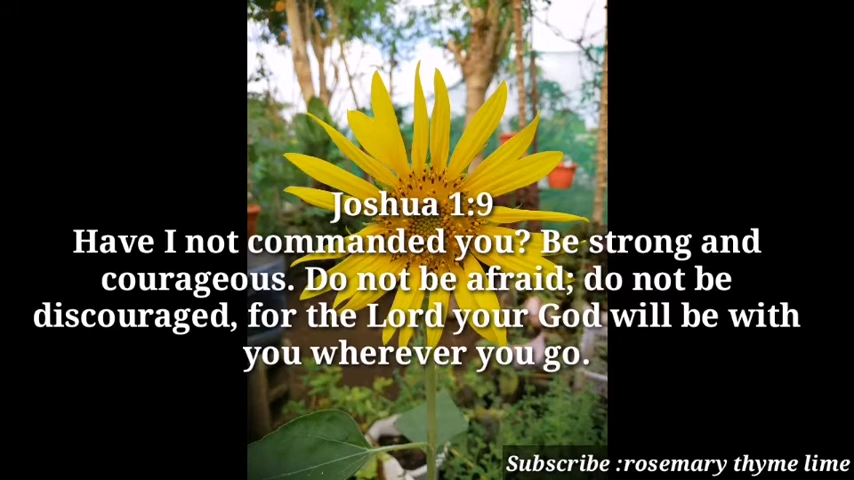 Joshua 1:9
Have I not commanded you? Be strong and
courageous. Do not be afraid; do not be
discouraged, for the Lord your God will be with
you wherever you go.
Subscribe :rosemary thyme lime